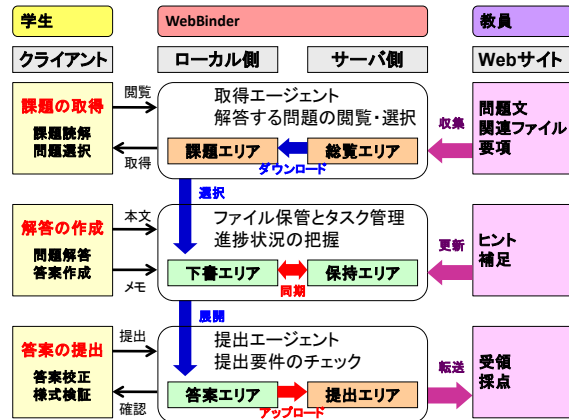 学生
WebBinder
教員
クライアント
ローカル側
サーバ側
Webサイト
課題の取得
課題読解
問題選択
閲覧
取得
取得エージェント
解答する問題の閲覧・選択
課題エリア
総覧エリア
ダウンロード
収集
問題文
関連ファイル
要項
選択
解答の作成
問題解答
答案作成
本文
メモ
ファイル保管とタスク管理
進捗状況の把握
下書エリア
保持エリア
同期
更新
ヒント
補足
展開
答案の提出
答案校正
様式検証
提出
確認
提出エージェント
提出要件のチェック
答案エリア
提出エリア
アップロード
転送
受領
採点